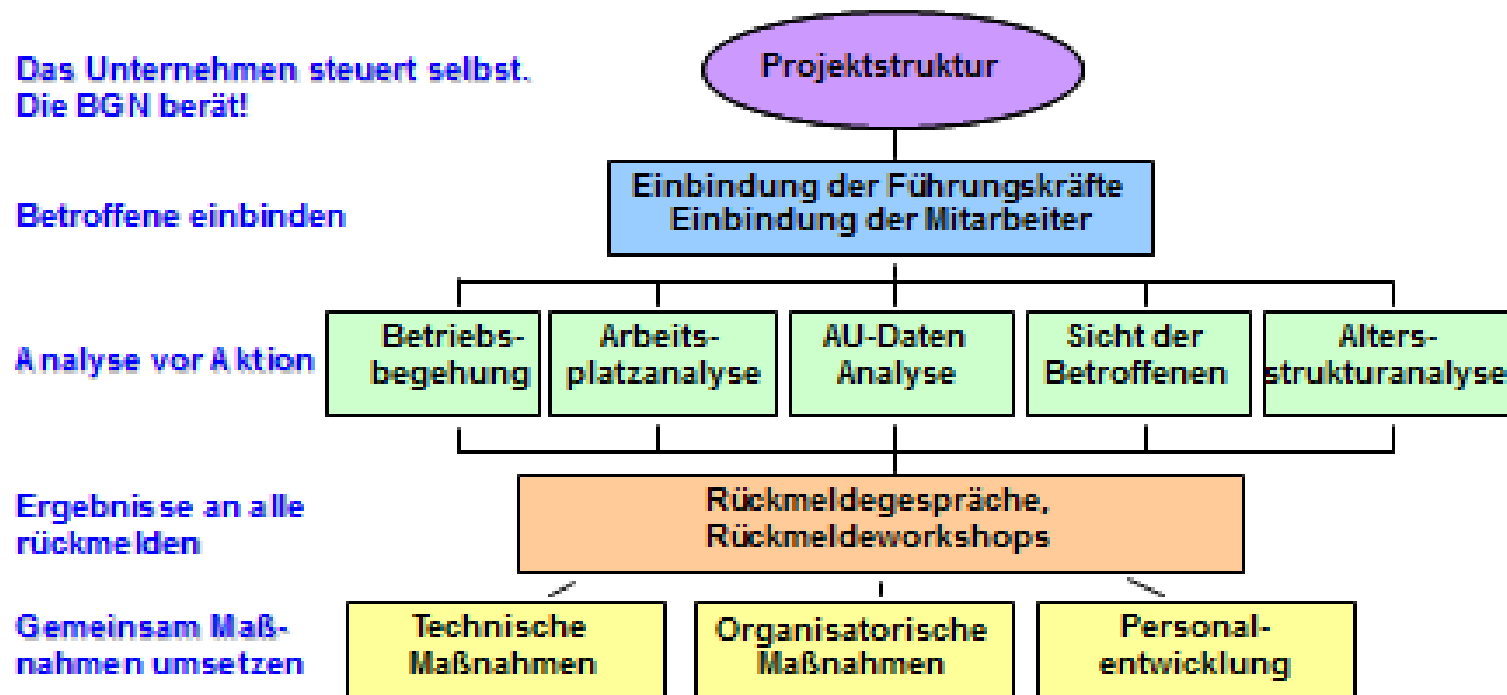 Das Unternehmen steuert selbst.
Die BGN berät!
Projektstruktur
Betroffene einbinden
Einbindung der Führungskräfte
Einbindung der Mitarbeiter
Analyse vor Aktion
Betriebs-
begehung
Arbeits-
platzanalyse
AU-Daten
Analyse
Sicht der
Betroffenen
Alters-
strukturanalyse
Ergebnisse an alle
rückmelden
Rückmeldegespräche,
Rückmeldeworkshops
Gemeinsam Maß-
nahmen umsetzen
Technische
Maßnahmen
Organisatorische
Maßnahmen
Personal-
entwicklung